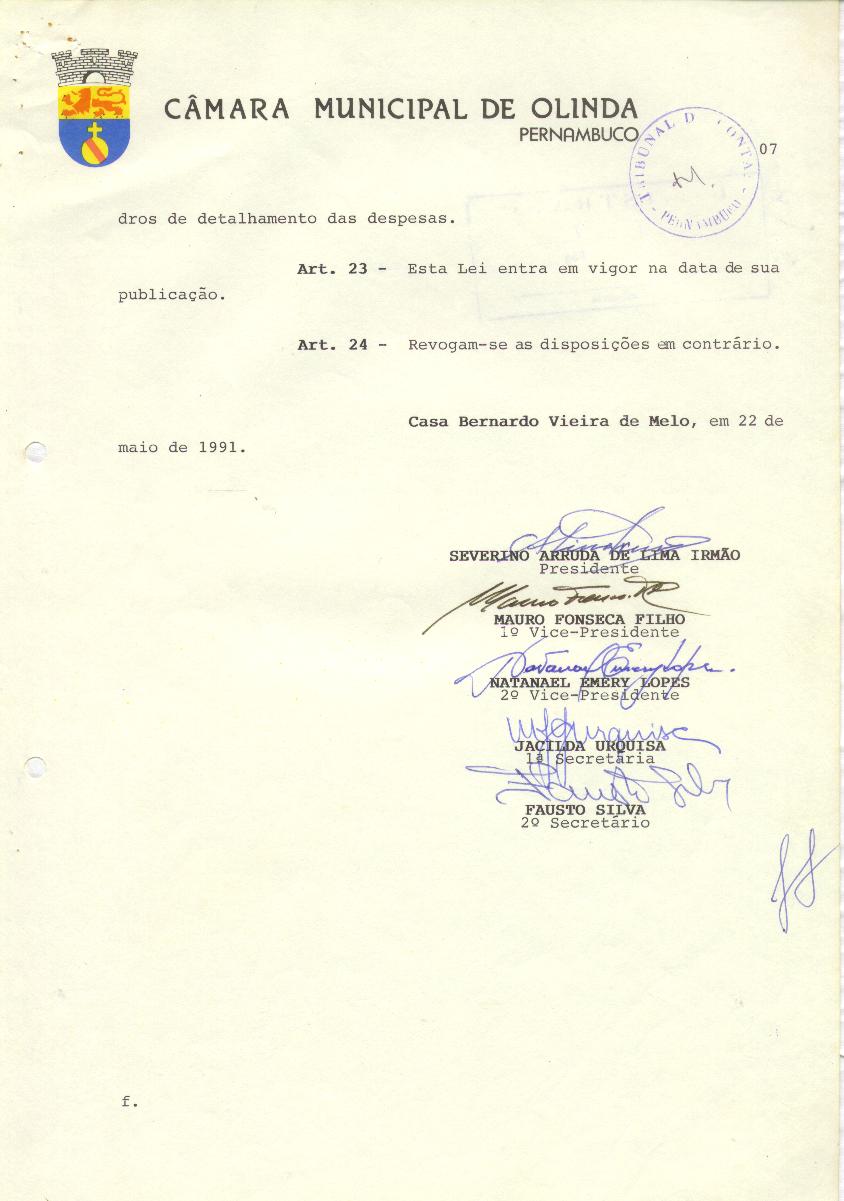 CÂMARA MUNICIPAL DE OLINDA
PERNAMBUCO
TRIBUNAL D CONTAS
- PERNAMBUCO -
07
dros de detalhamento das despesas.
Art. 23 - Esta Lei entra em vigor na data de sua
publicação.
Art. 24 - Revogam-se as disposições em contrário.
Casa Bernardo Vieira de Melo, em 22 de
maio de 1991.
SEVERINO ARRUDA DE LIMA IRMÃO
Presidente
MAURO FONSECA FILHO
1º Vice-Presidente
NATANAEL EMERY LOPES
2º Vice-Presidente
JACILDA URQUISA
1ª Secretária
FAUSTO SILVA
2º Secretário
f.